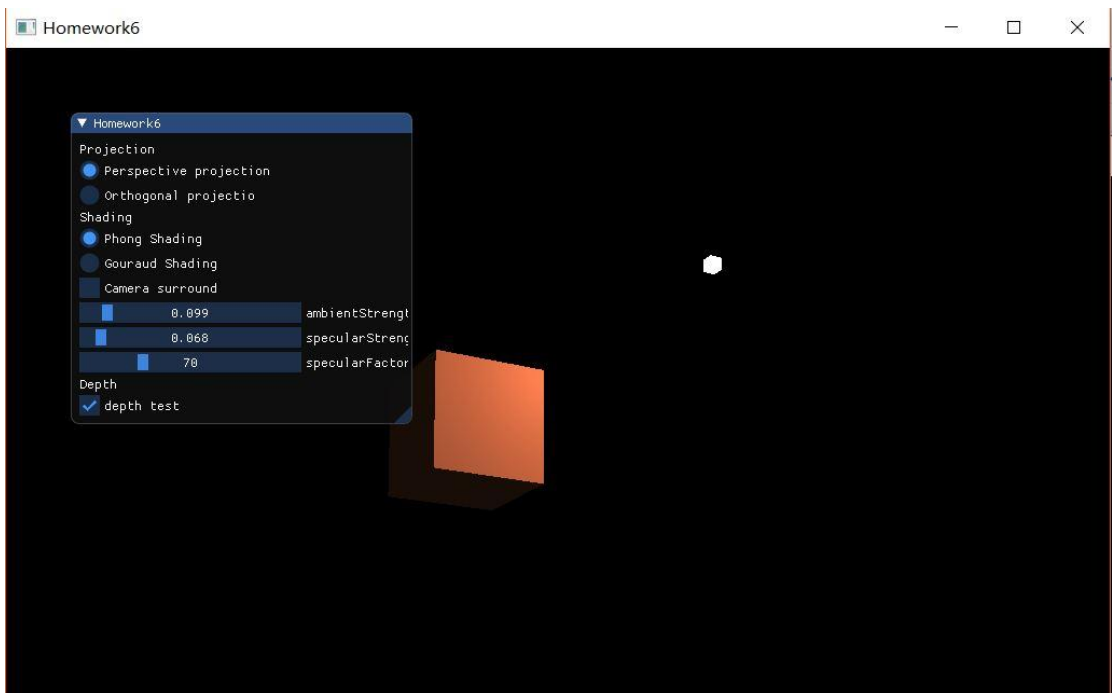 Homework6
Homework6
Projection
Perspective projection
Orthogonal projectio
Shading
Phong Shading
Gouraud Shading
Camera surround
0.099 ambientStrengt
0.068 specularStreng
70 specularFactor
Depth
depth test